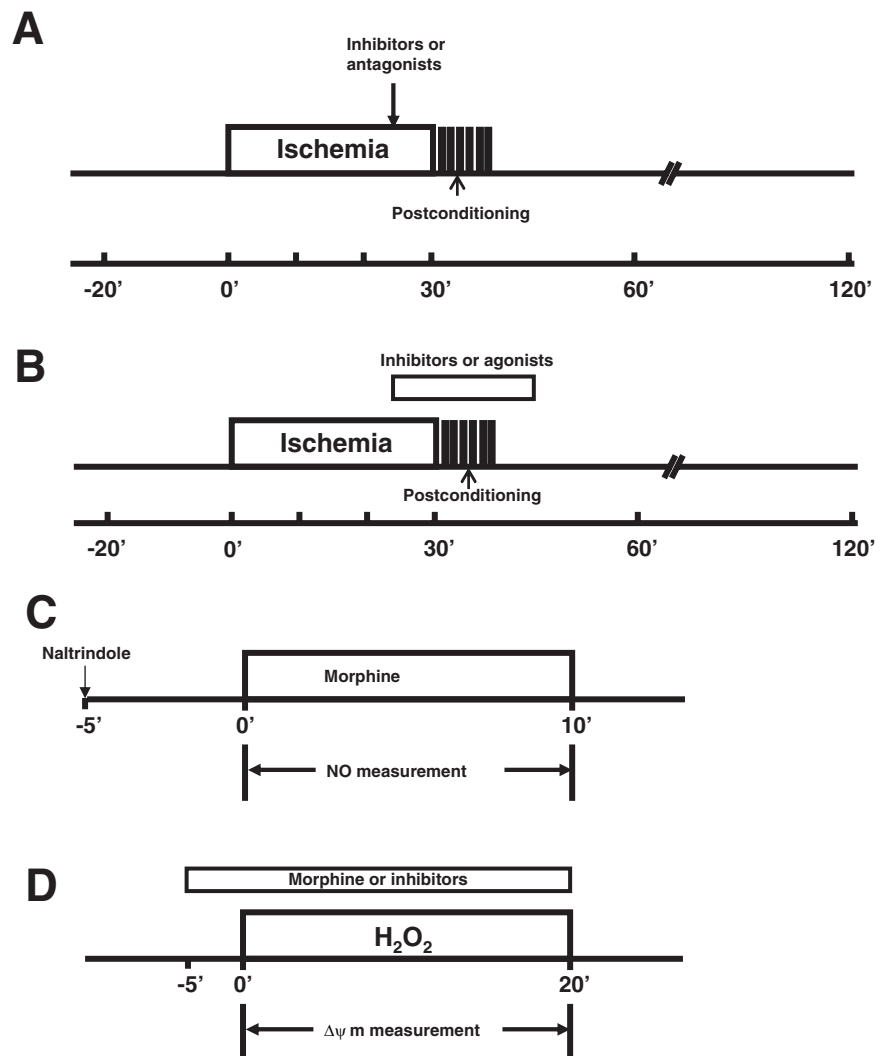 A
Inhibitors or
antagonists
Ischemia
Postconditioning
-20’ 0’ 30’ 60’ 120’
B
Inhibitors or agonists
Ischemia
Postconditioning
-20’ 0’ 30’ 60’ 120’
C
Naltrindole
Morphine
-5’ 0’ 10’
NO measurement
D
Morphine or inhibitors
H₂O₂
-5’ 0’ 20’
Δψ m measurement